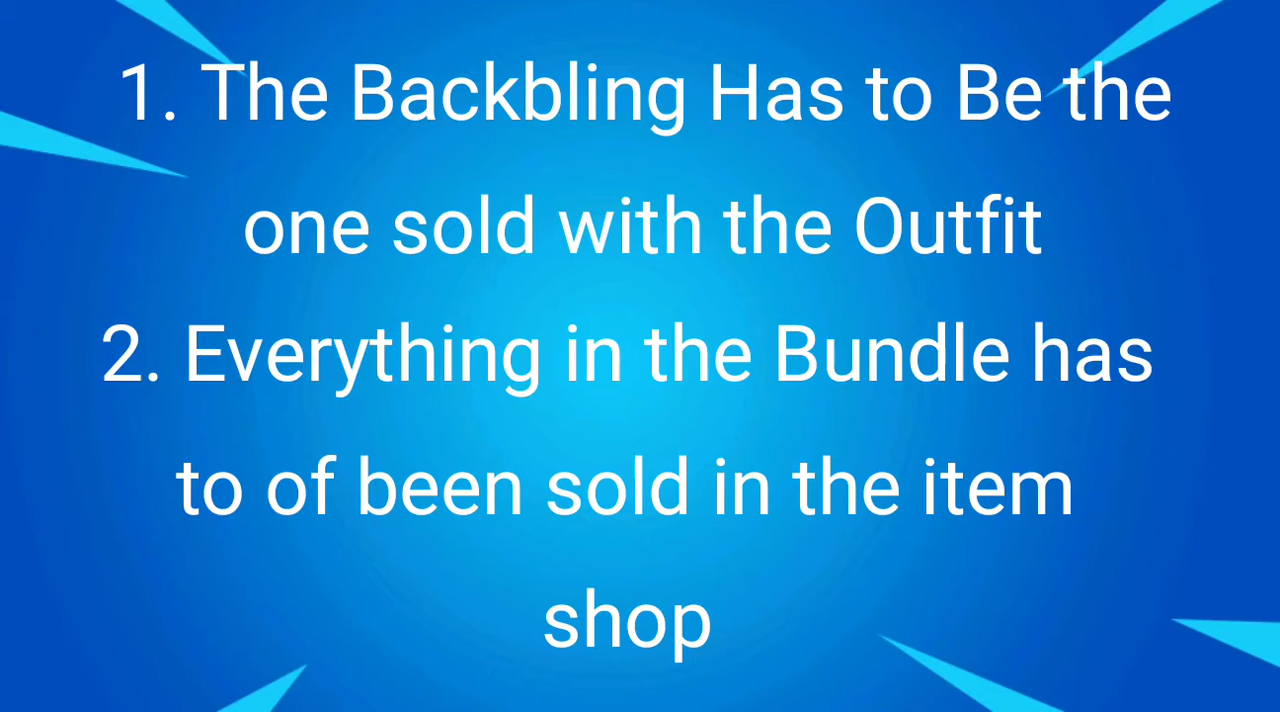 1. The Backbling Has to Be the
one sold with the Outfit
2. Everything in the Bundle has
to of been sold in the item
shop